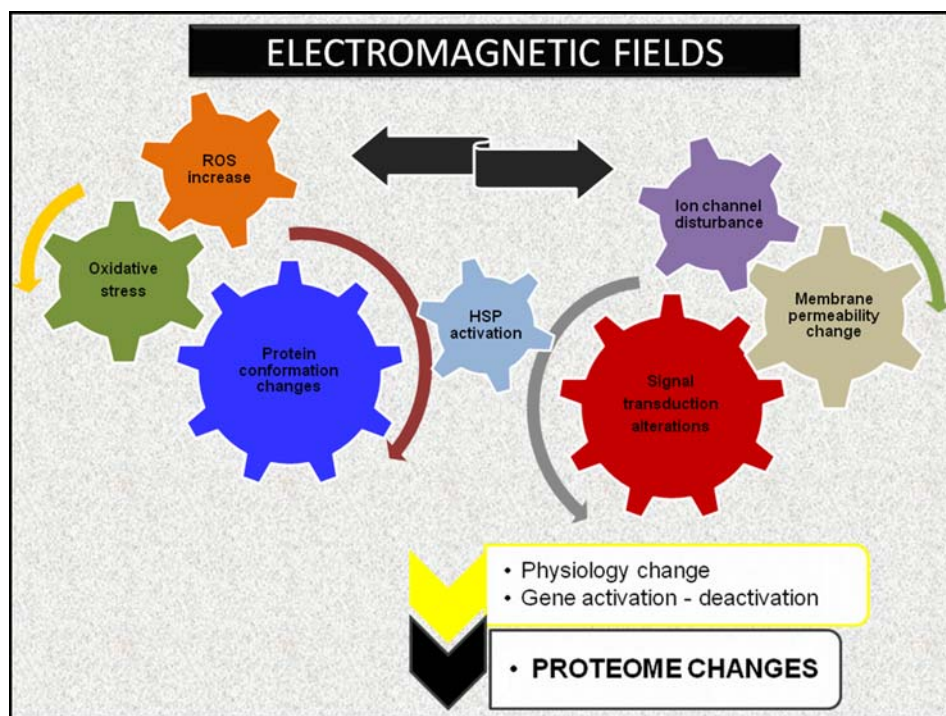 ELECTROMAGNETIC FIELDS
ROS
increase
Ion channel
disturbance
Oxidative
stress
Membrane
permeability
change
HSP
activation
Protein
conformation
changes
Signal
transduction
alterations
• Physiology change
• Gene activation - deactivation
• PROTEOME CHANGES